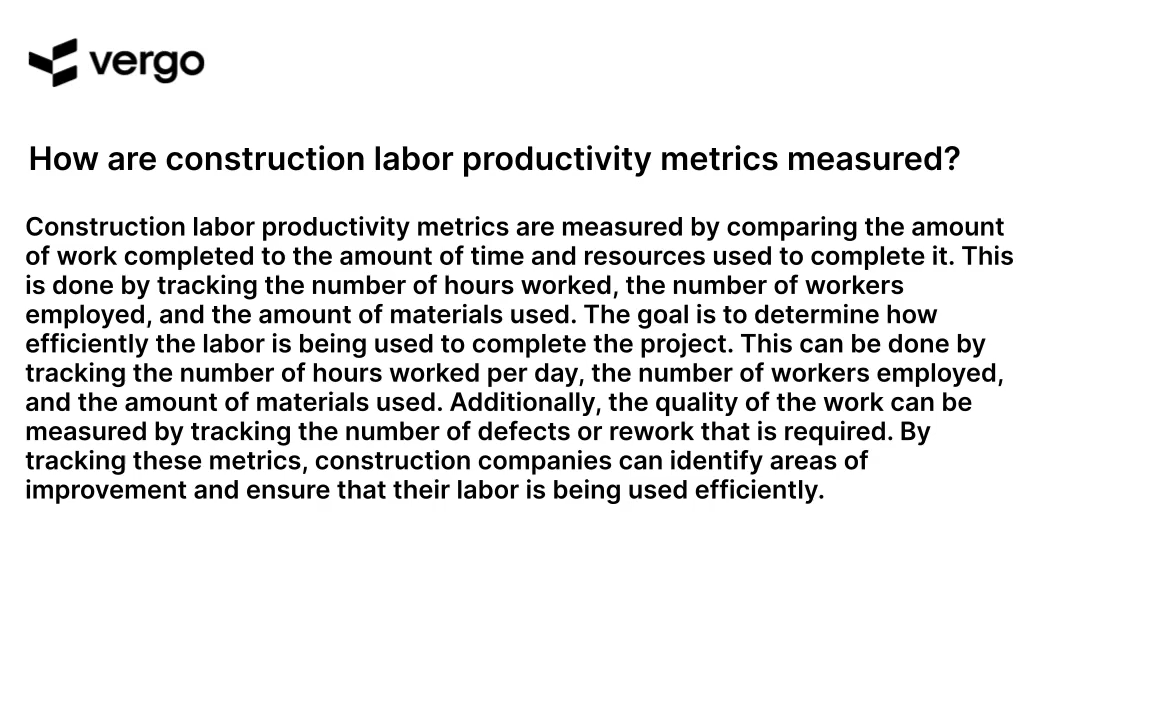 vergo
How are construction labor productivity metrics measured?
Construction labor productivity metrics are measured by comparing the amount
of work completed to the amount of time and resources used to complete it. This
is done by tracking the number of hours worked, the number of workers
employed, and the amount of materials used. The goal is to determine how
efficiently the labor is being used to complete the project. This can be done by
tracking the number of hours worked per day, the number of workers employed,
and the amount of materials used. Additionally, the quality of the work can be
measured by tracking the number of defects or rework that is required. By
tracking these metrics, construction companies can identify areas of
improvement and ensure that their labor is being used efficiently.